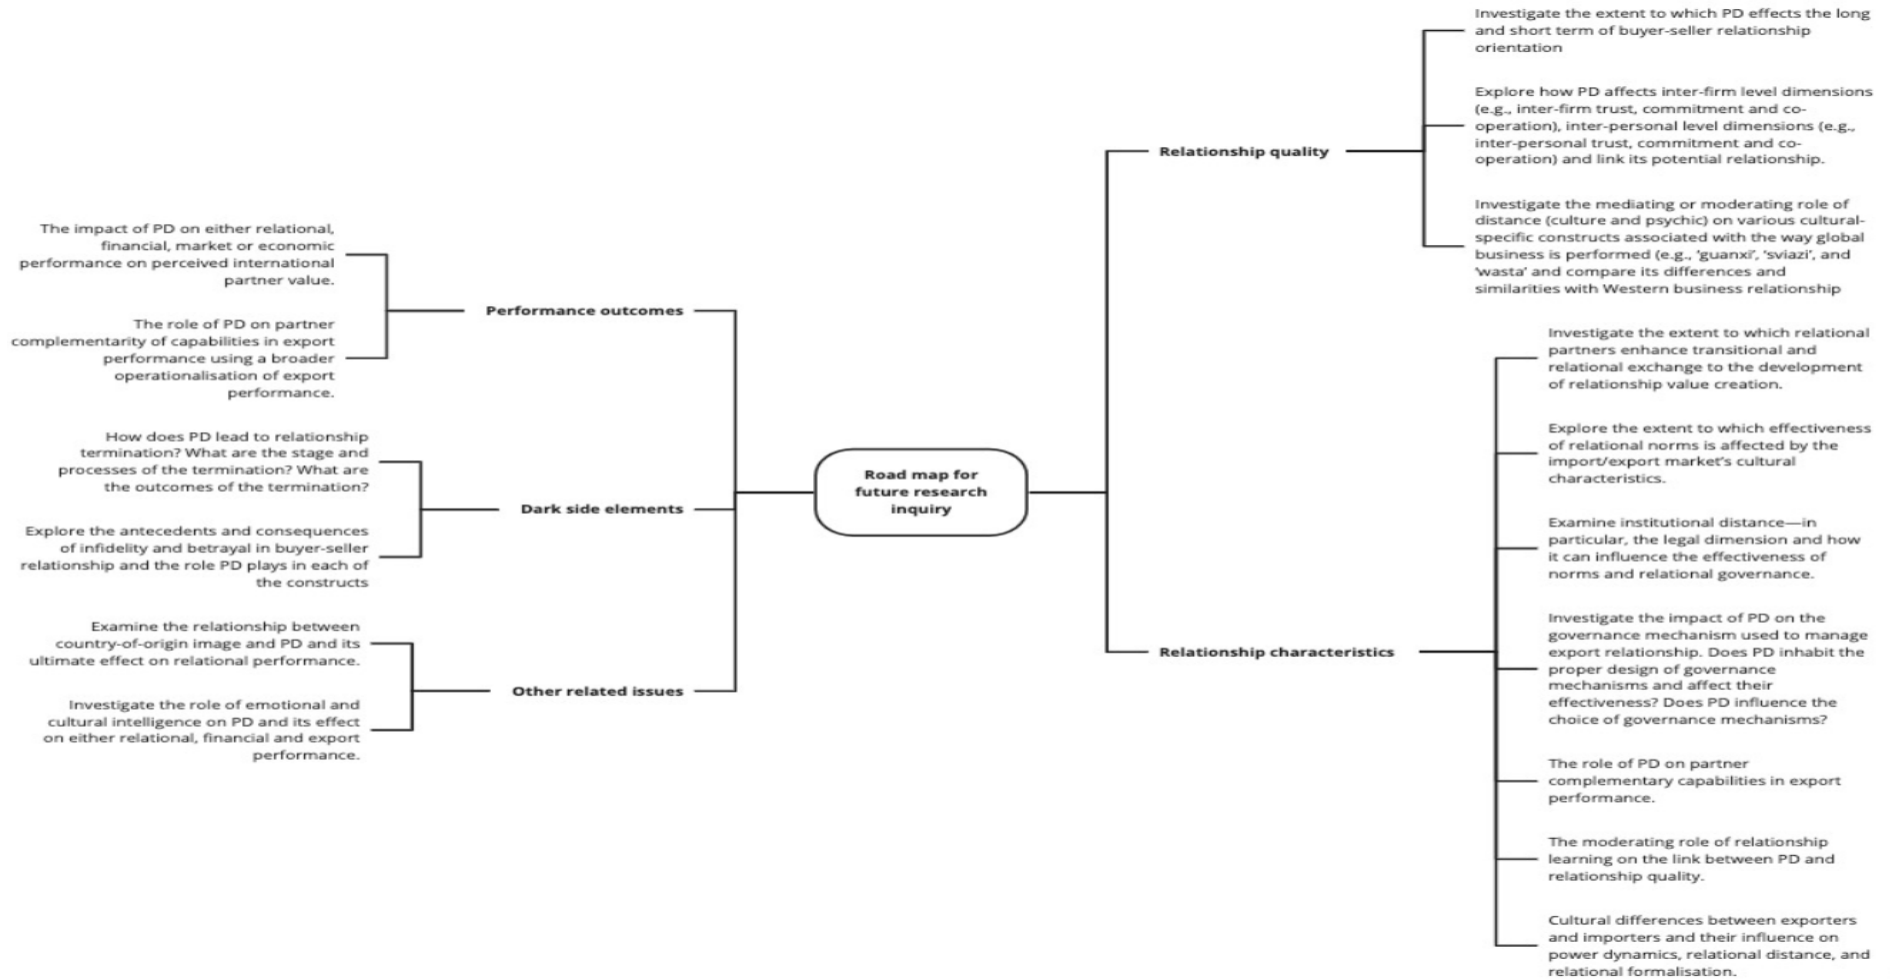 Road map for
future research
inquiry
Performance outcomes
The impact of PD on either relational,
financial, market or economic
performance on perceived international
partner value.
The role of PD on partner
complementarity of capabilities in export
performance using a broader
operationalisation of export
performance.
Dark side elements
How does PD lead to relationship
termination? What are the stage and
processes of the termination? What are
the outcomes of the termination?
Explore the antecedents and consequences
of infidelity and betrayal in buyer-seller
relationship and the role PD plays in each of
the constructs
Other related issues
Examine the relationship between
country-of-origin image and PD and its
ultimate effect on relational performance.
Investigate the role of emotional and
cultural intelligence on PD and its effect
on either relational, financial and export
performance.
Relationship quality
Investigate the extent to which PD effects the long
and short term of buyer-seller relationship
orientation
Explore how PD affects inter-firm level dimensions
(e.g., inter-firm trust, commitment and co-
operation), inter-personal level dimensions (e.g.,
inter-personal trust, commitment and co-
operation) and link its potential relationship.
Investigate the mediating or moderating role of
distance (culture and psychic) on various cultural-
specific constructs associated with the way global
business is performed (e.g., ‘guanxi’, ‘sviazi’, and
‘wasta’ and compare its differences and
similarities with Western business relationship
Relationship characteristics
Investigate the extent to which relational
partners enhance transitional and
relational exchange to the development
of relationship value creation.
Explore the extent to which effectiveness
of relational norms is affected by the
import/export market’s cultural
characteristics.
Examine institutional distance—in
particular, the legal dimension and how
it can influence the effectiveness of
norms and relational governance.
Investigate the impact of PD on the
governance mechanism used to manage
export relationship. Does PD inhabit the
proper design of governance
mechanisms and affect their
effectiveness? Does PD influence the
choice of governance mechanisms?
The role of PD on partner
complementary capabilities in export
performance.
The moderating role of relationship
learning on the link between PD and
relationship quality.
Cultural differences between exporters
and importers and their influence on
power dynamics, relational distance, and
relational formalisation.